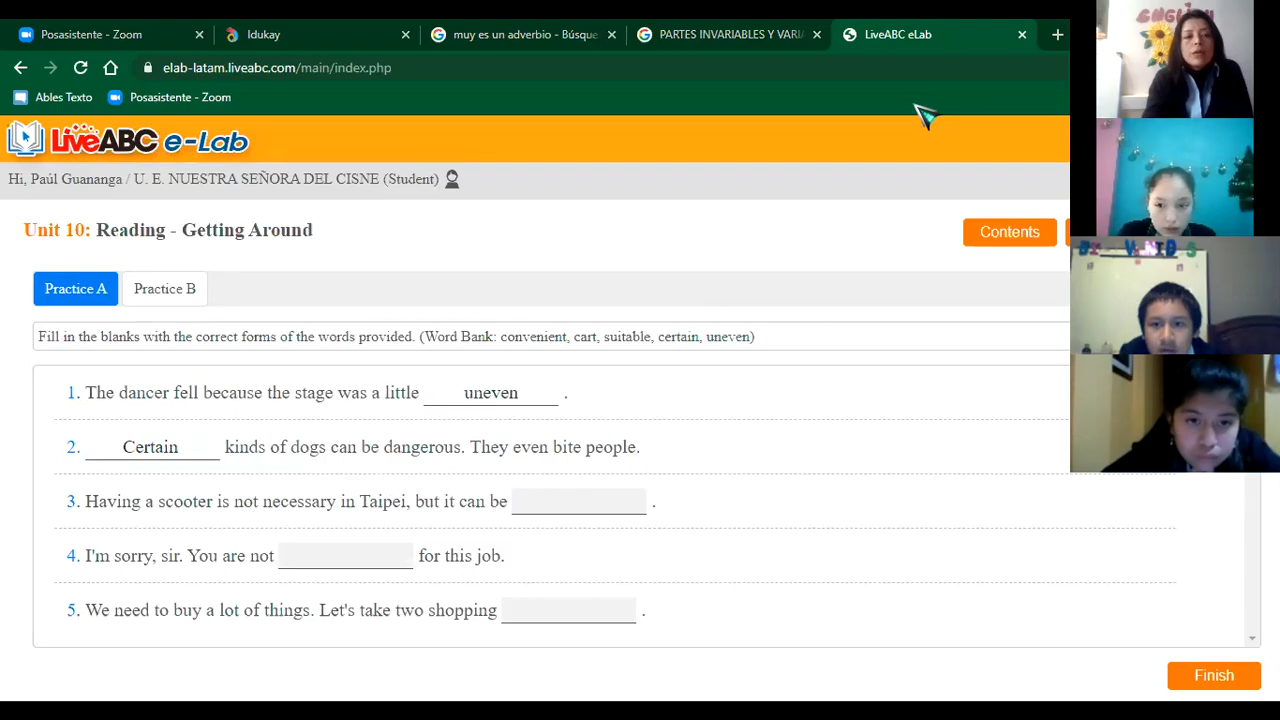 Posasistente - Zoom
Idukay
muy es un adverbio - Búsque
PARTES INVARIABLES Y VARIA
LiveABC eLab
elab-latam.liveabc.com/main/index.php
Ables Texto
Posasistente - Zoom
LiveABC e-Lab
Hi, Paúl Guananga / U. E. NUESTRA SEÑORA DEL CISNE (Student)
Unit 10: Reading - Getting Around
Contents
Practice A
Practice B
Fill in the blanks with the correct forms of the words provided. (Word Bank: convenient, cart, suitable, certain, uneven)
1. The dancer fell because the stage was a little uneven .
2. Certain kinds of dogs can be dangerous. They even bite people.
3. Having a scooter is not necessary in Taipei, but it can be .
4. I'm sorry, sir. You are not for this job.
5. We need to buy a lot of things. Let's take two shopping .
Finish
ENGLISH